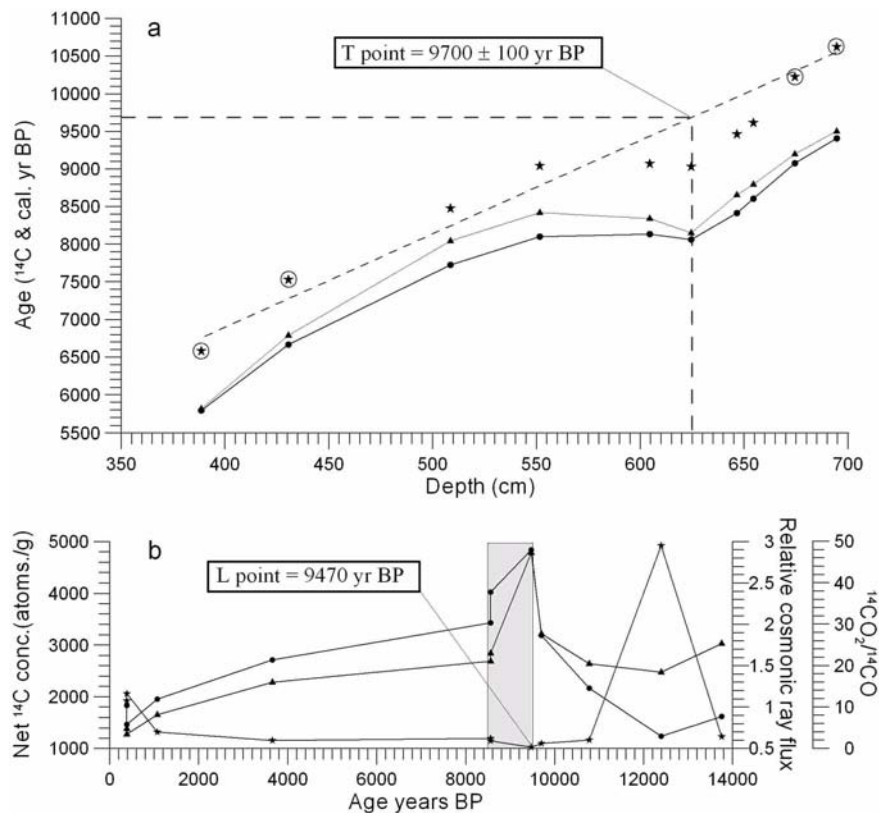 a
T point = 9700 ± 100 yr BP
Age (¹⁴C & cal. yr BP)
11000
10500
10000
9500
9000
8500
8000
7500
7000
6500
6000
5500
350 400 450 500 550 600 650 700
Depth (cm)
b
L point = 9470 yr BP
Net ¹⁴C conc.(atoms./g)
5000
4000
3000
2000
1000
3
2.5
2
1.5
1
0.5
Relative cosmonic ray flux
50
40
30
20
10
0
¹⁴CO₂/¹⁴CO
0 2000 4000 6000 8000 10000 12000 14000
Age years BP